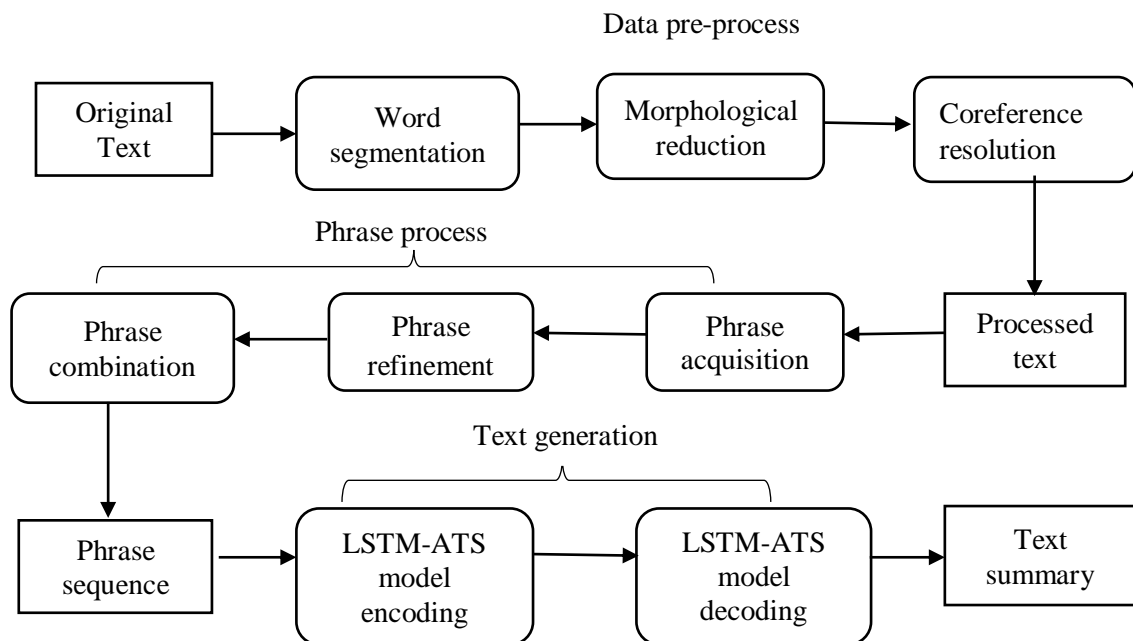 Data pre-process
Original
Text
Word
segmentation
Morphological
reduction
Coreference
resolution
Phrase process
Phrase
combination
Phrase
refinement
Phrase
acquisition
Processed
text
Text generation
Phrase
sequence
LSTM-ATS
model
encoding
LSTM-ATS
model
decoding
Text
summary